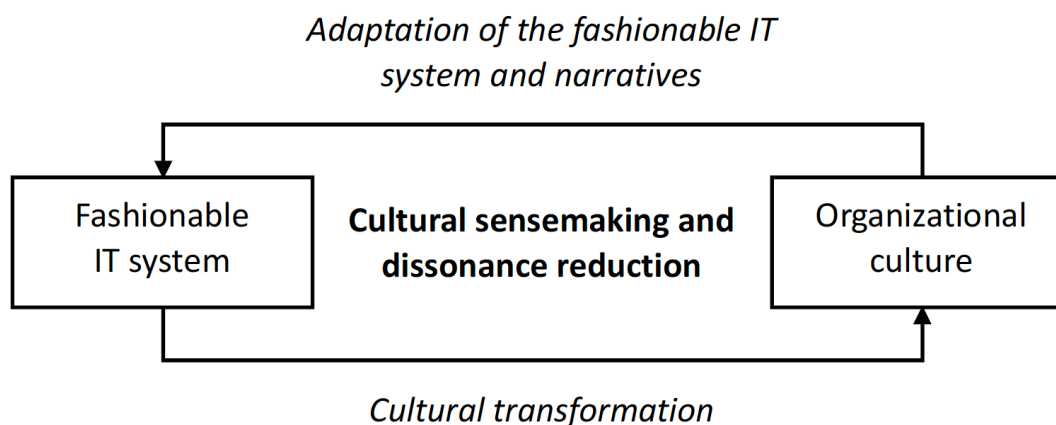 Adaptation of the fashionable IT
system and narratives
Fashionable
IT system
Cultural sensemaking and
dissonance reduction
Organizational
culture
Cultural transformation